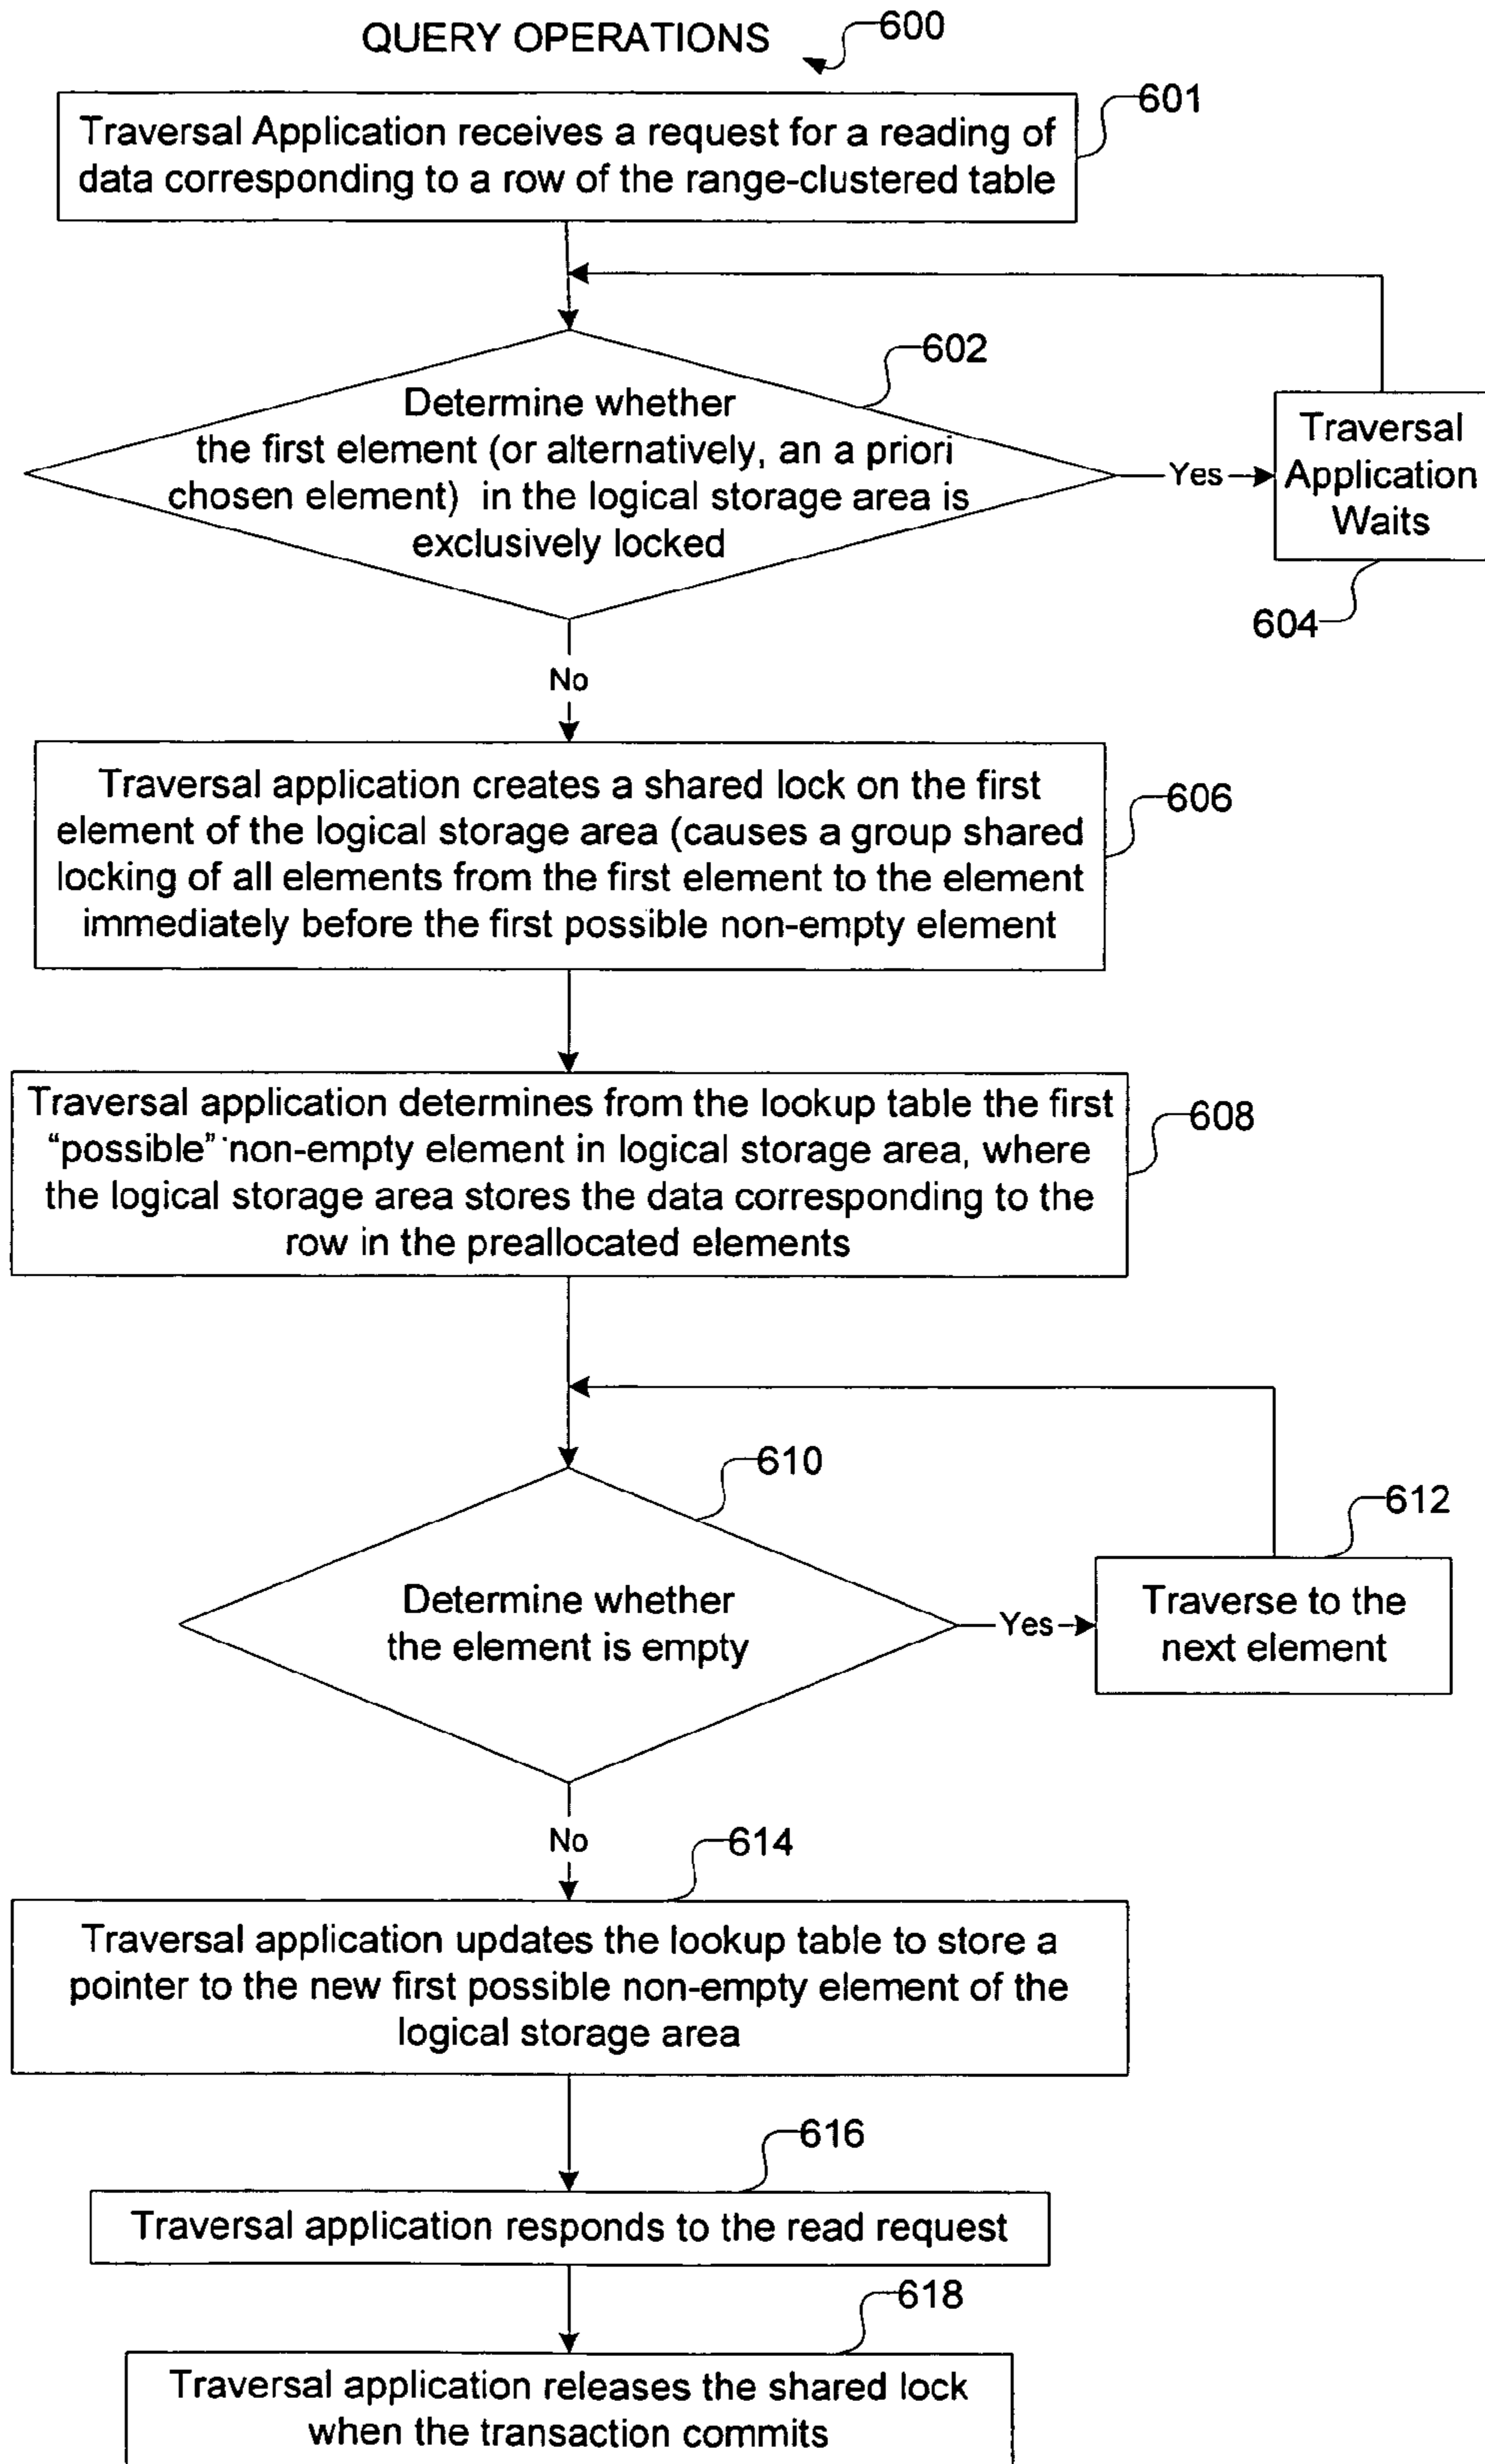 QUERY OPERATIONS
600
601
Traversal Application receives a request for a reading of
data corresponding to a row of the range-clustered table
602
Determine whether
the first element (or alternatively, an a priori
chosen element) in the logical storage area is
exclusively locked
Yes
Traversal
Application
Waits
604
No
Traversal application creates a shared lock on the first
element of the logical storage area (causes a group shared
locking of all elements from the first element to the element
immediately before the first possible non-empty element
606
Traversal application determines from the lookup table the first
“possible” non-empty element in logical storage area, where
the logical storage area stores the data corresponding to the
row in the preallocated elements
608
610
Determine whether
the element is empty
Yes
612
Traverse to the
next element
No
614
Traversal application updates the lookup table to store a
pointer to the new first possible non-empty element of the
logical storage area
616
Traversal application responds to the read request
618
Traversal application releases the shared lock
when the transaction commits